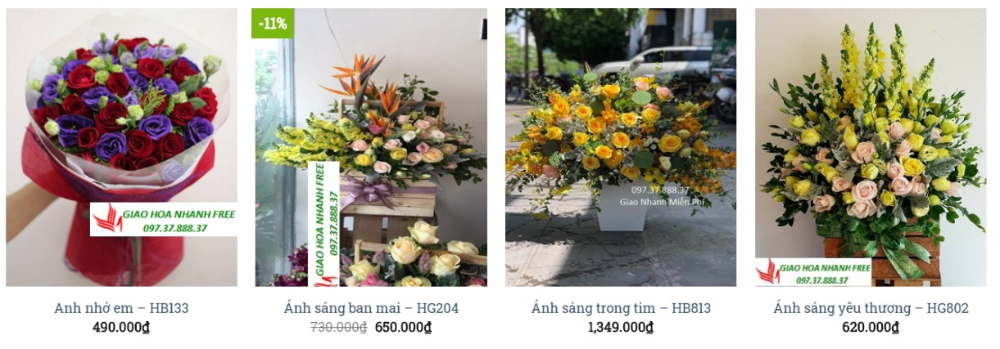 GIAO HOA NHANH FREE
097.37.888.37
Anh nhớ em – HB133
490.000₫
-11%
GIAO HOA NHANH FREE
097.37.888.37
Ánh sáng ban mai – HG204
730.000₫ 650.000₫
097.37.888.37
Giao Nhanh Miễn Phí
Ánh sáng trong tim – HB813
1,349.000₫
GIAO HOA NHANH FREE
097.37.888.37
Ánh sáng yêu thương – HG802
620.000₫